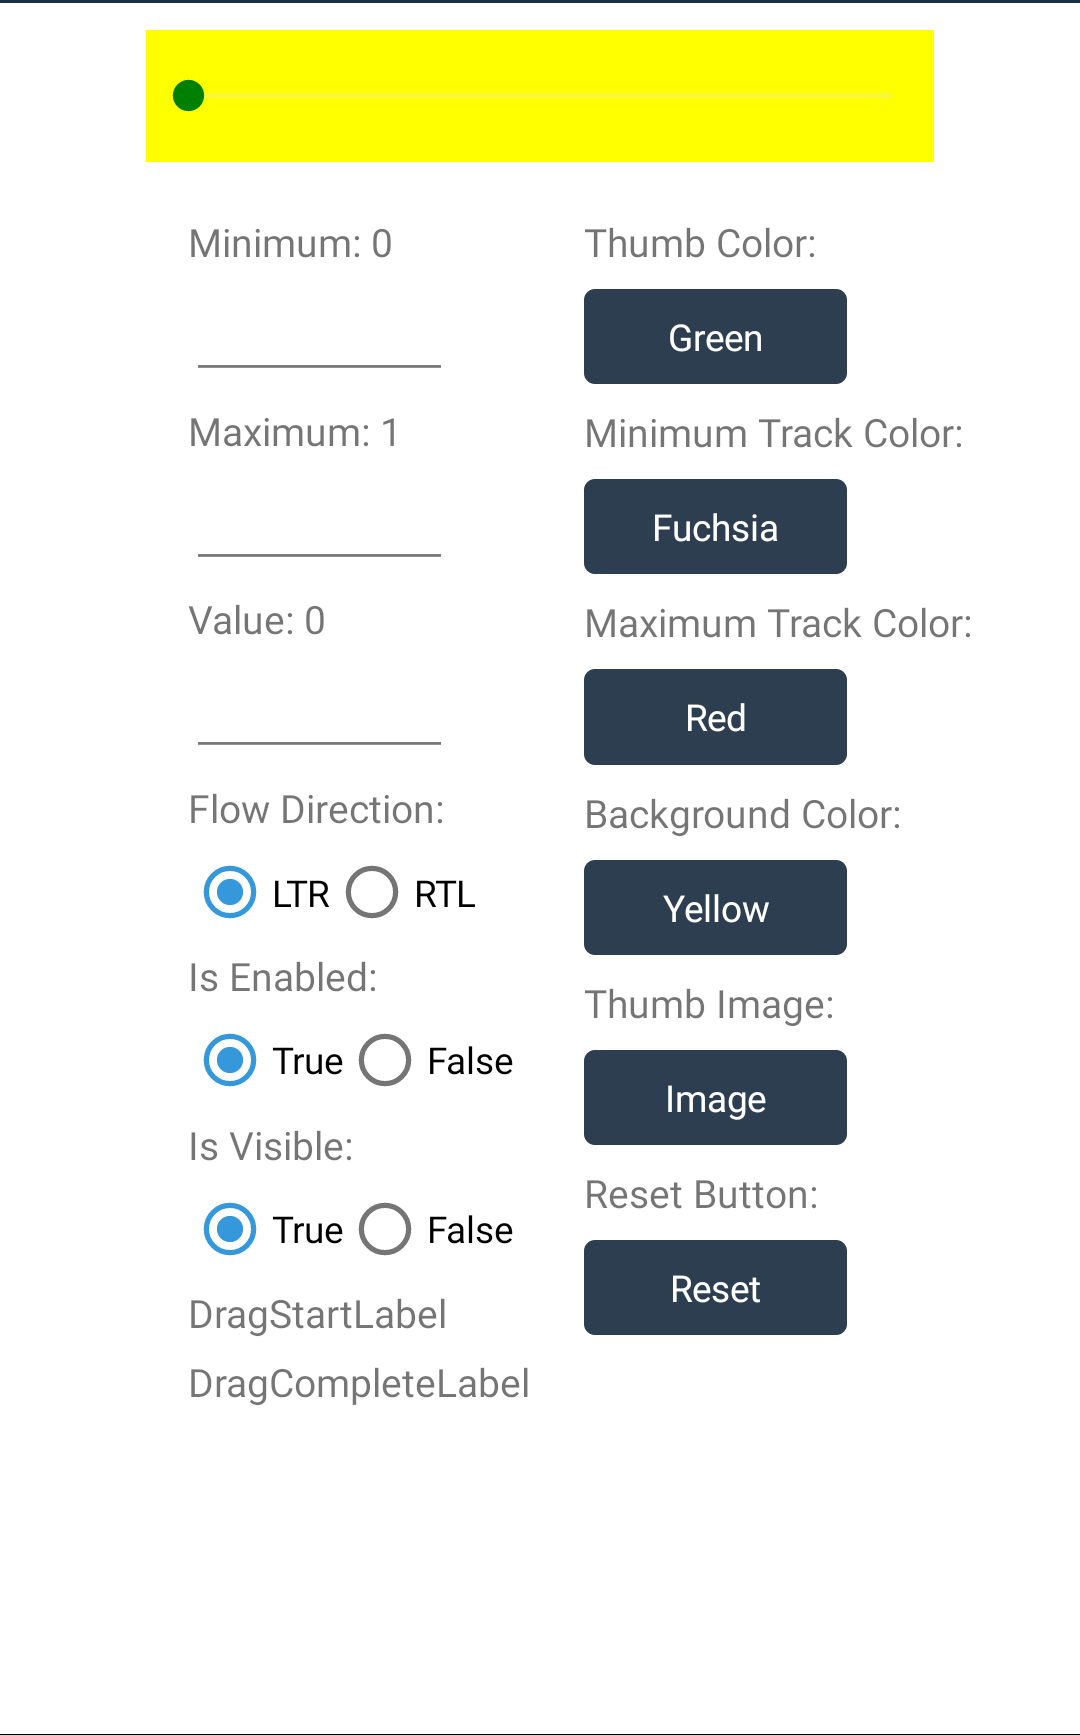 Minimum: 0
Maximum: 1
Value: 0
Flow Direction:
LTR RTL
Is Enabled:
True False
Is Visible:
True False
DragStartLabel
DragCompleteLabel
Thumb Color:
Green
Minimum Track Color:
Fuchsia
Maximum Track Color:
Red
Background Color:
Yellow
Thumb Image:
Image
Reset Button:
Reset